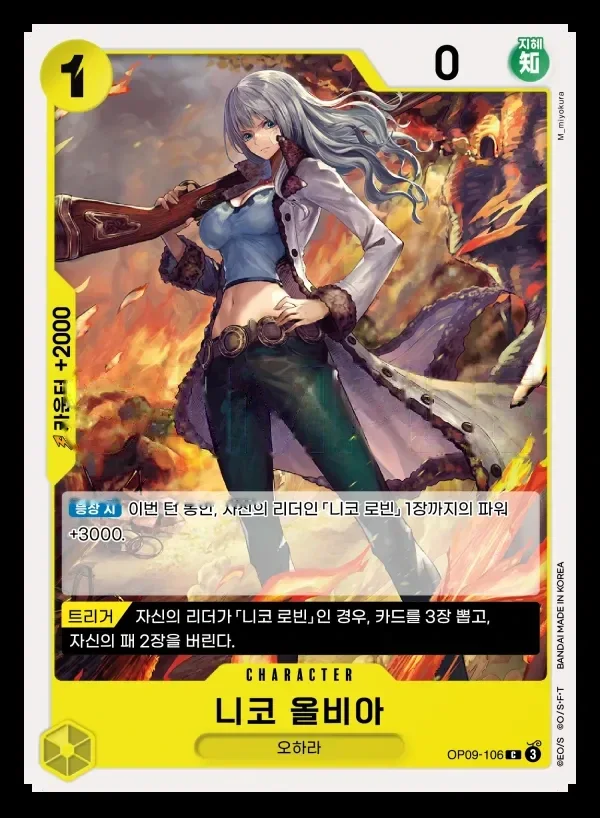 1
0
지혜
知
M_miyokura
카운터 +2000
등장 시 이번 턴 동안, 자신의 리더인 「니코 로빈」 1장까지의 파워
+3000.
트리거 자신의 리더가 「니코 로빈」인 경우, 카드를 3장 뽑고,
자신의 패 2장을 버린다.
CHARACTER
니코 올비아
오하라
OP09-106 C 3
©EO/S ©O/S·F·T BANDAI MADE IN KOREA